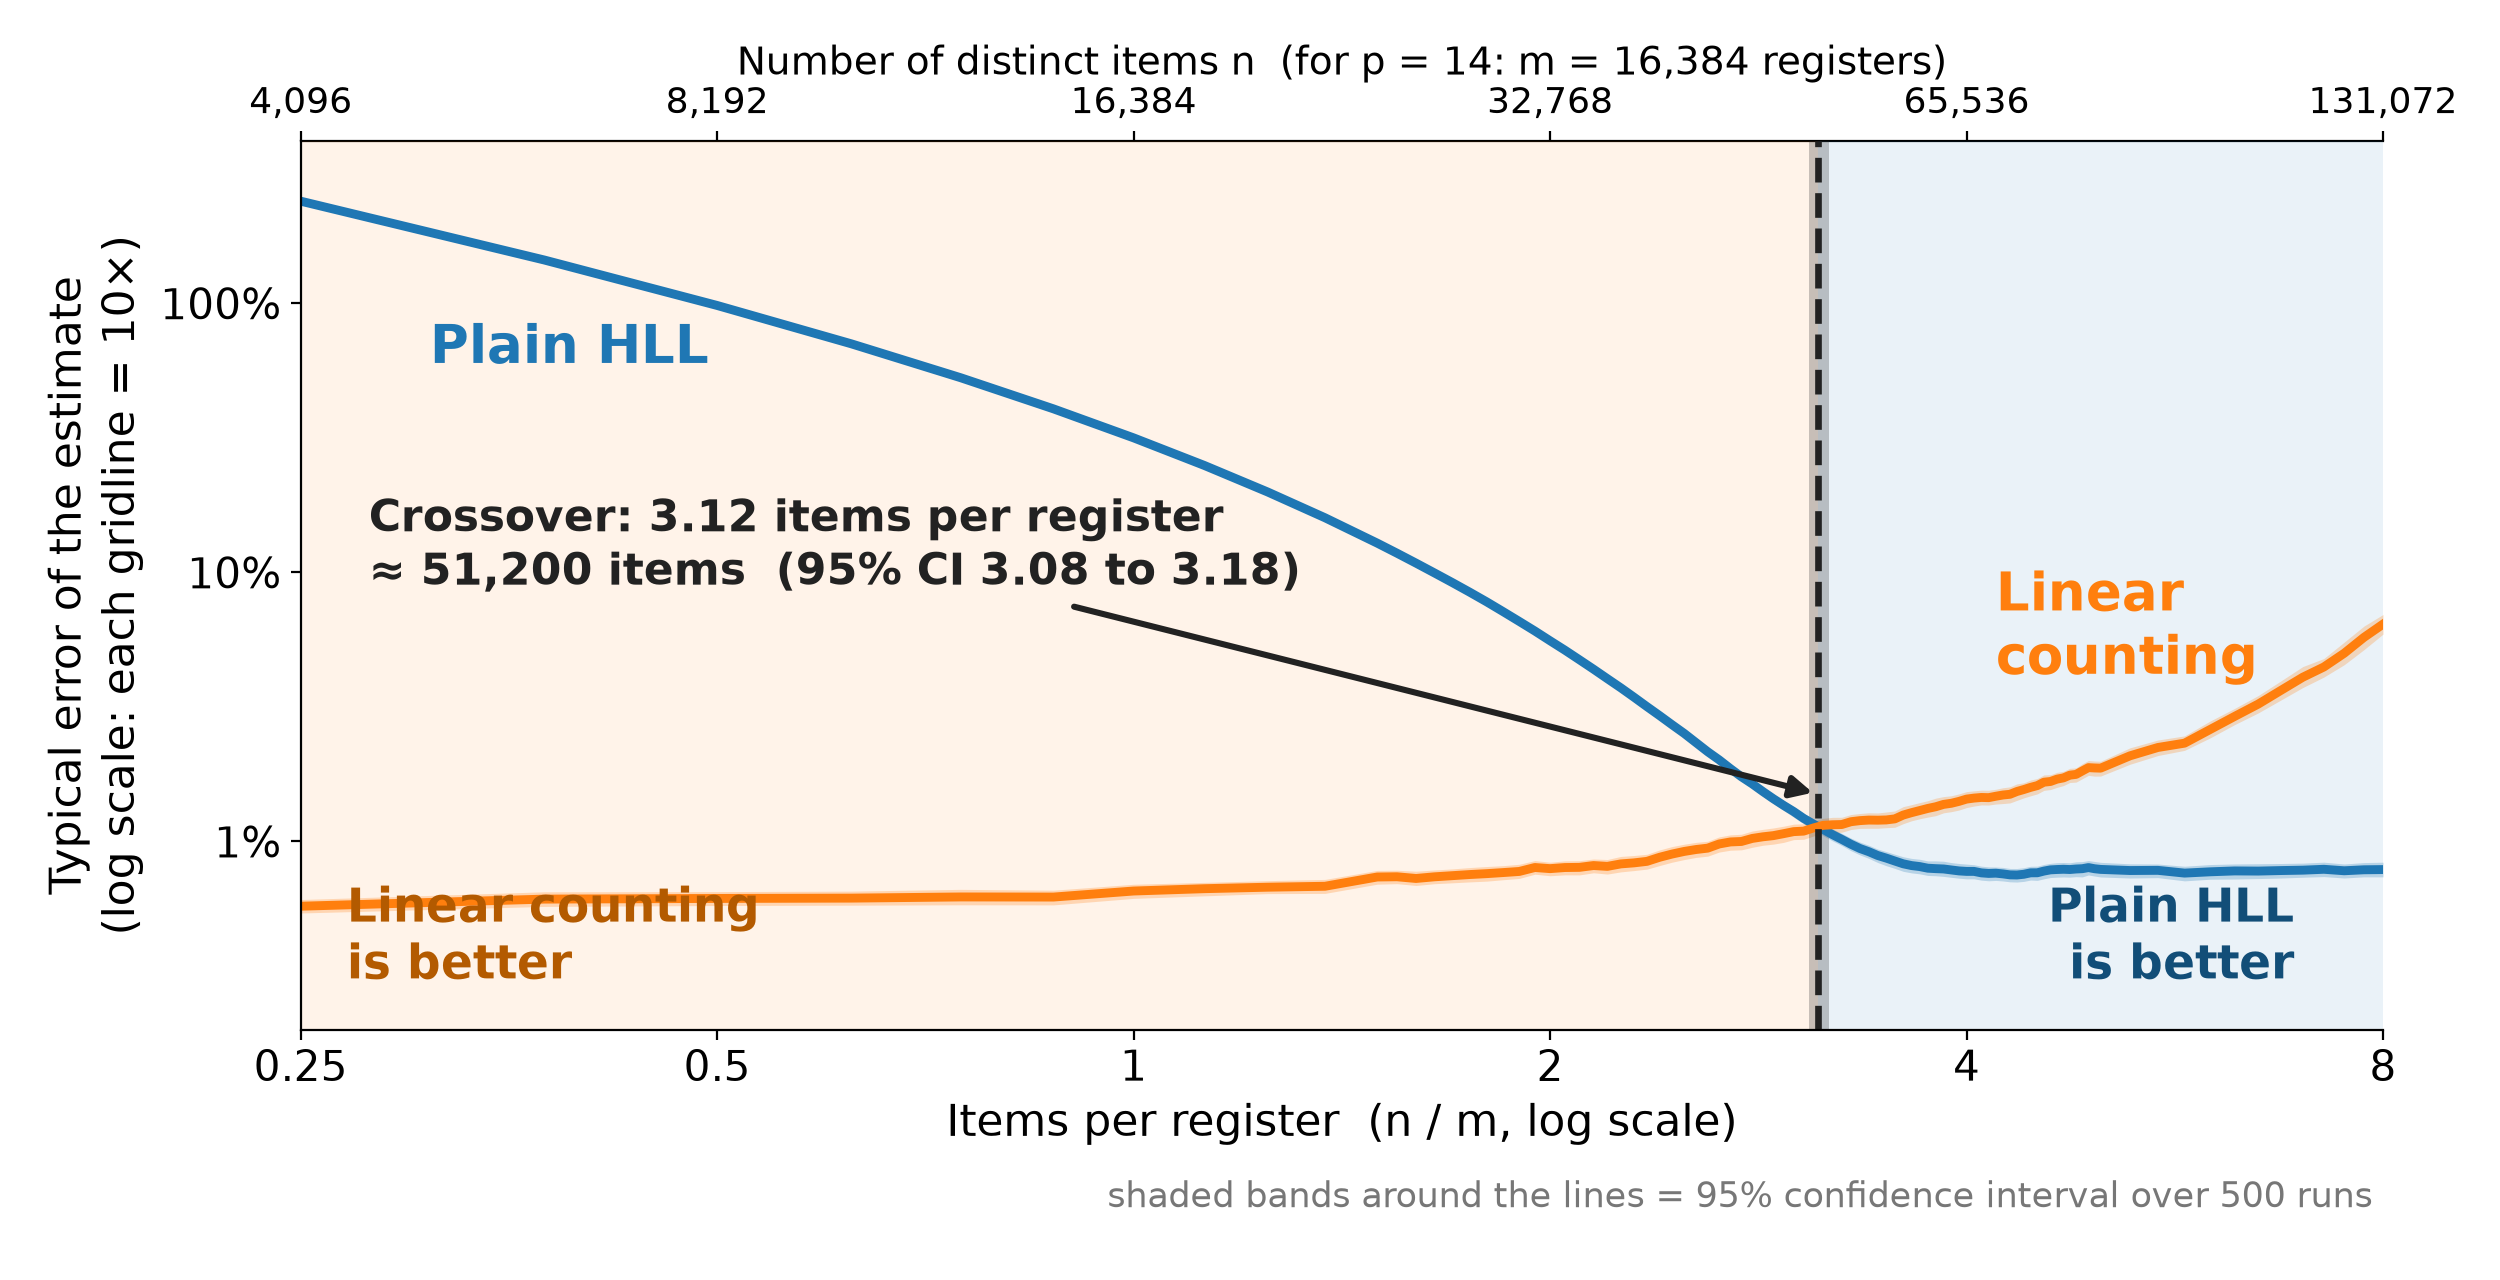 Number of distinct items n  (for p = 14: m = 16,384 registers)
4,096 8,192 16,384 32,768 65,536 131,072
Typical error of the estimate
(log scale: each gridline = 10×)
100%
10%
1%
Plain HLL
Crossover: 3.12 items per register
≈ 51,200 items  (95% CI 3.08 to 3.18)
Linear
counting
Linear counting
is better
Plain HLL
is better
0.25 0.5 1 2 4 8
Items per register  (n / m, log scale)
shaded bands around the lines = 95% confidence interval over 500 runs